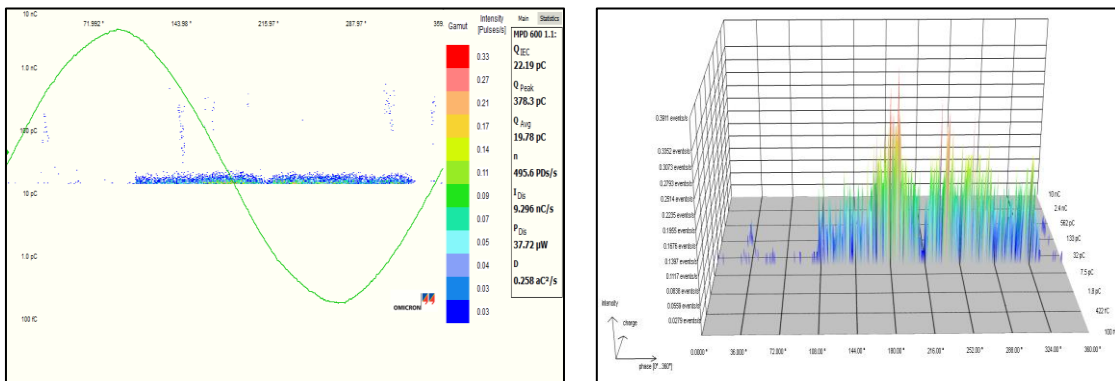 10 nC
71.992 °
143.98 °
215.97 °
287.97 °
359.
1.0 nC
100 pC
10 pC
1.0 pC
100 fC
OMICRON
Gamut
Intensity
[Pulsesis]
0.33
0.27
0.21
0.17
0.14
0.11
0.09
0.07
0.05
0.04
0.03
0.03
Main
Statistics
MPD 600 1.1:
Q IEC
22.19 pC
Q Peak
378.3 pC
Q Avg
19.78 pC
n
495.6 PDs/s
I Dis
9.296 nC/s
P Dis
37.72 µW
D
0.258 aC²/s
0.3911 events/s
0.3352 events/s
0.3073 events/s
0.2793 events/s
0.2514 events/s
0.2235 events/s
0.1955 events/s
0.1676 events/s
0.1397 events/s
0.1117 events/s
0.0838 events/s
0.0559 events/s
0.0279 events/s
10 nC
2.4 nC
562 pC
133 pC
32 pC
7.5 pC
1.8 pC
422 fC
100 fC
intensity
charge
phase [0°...360°]
0.0000 °
36.000 °
72.000 °
108.00 °
144.00 °
180.00 °
216.00 °
252.00 °
288.00 °
324.00 °
360.00 °